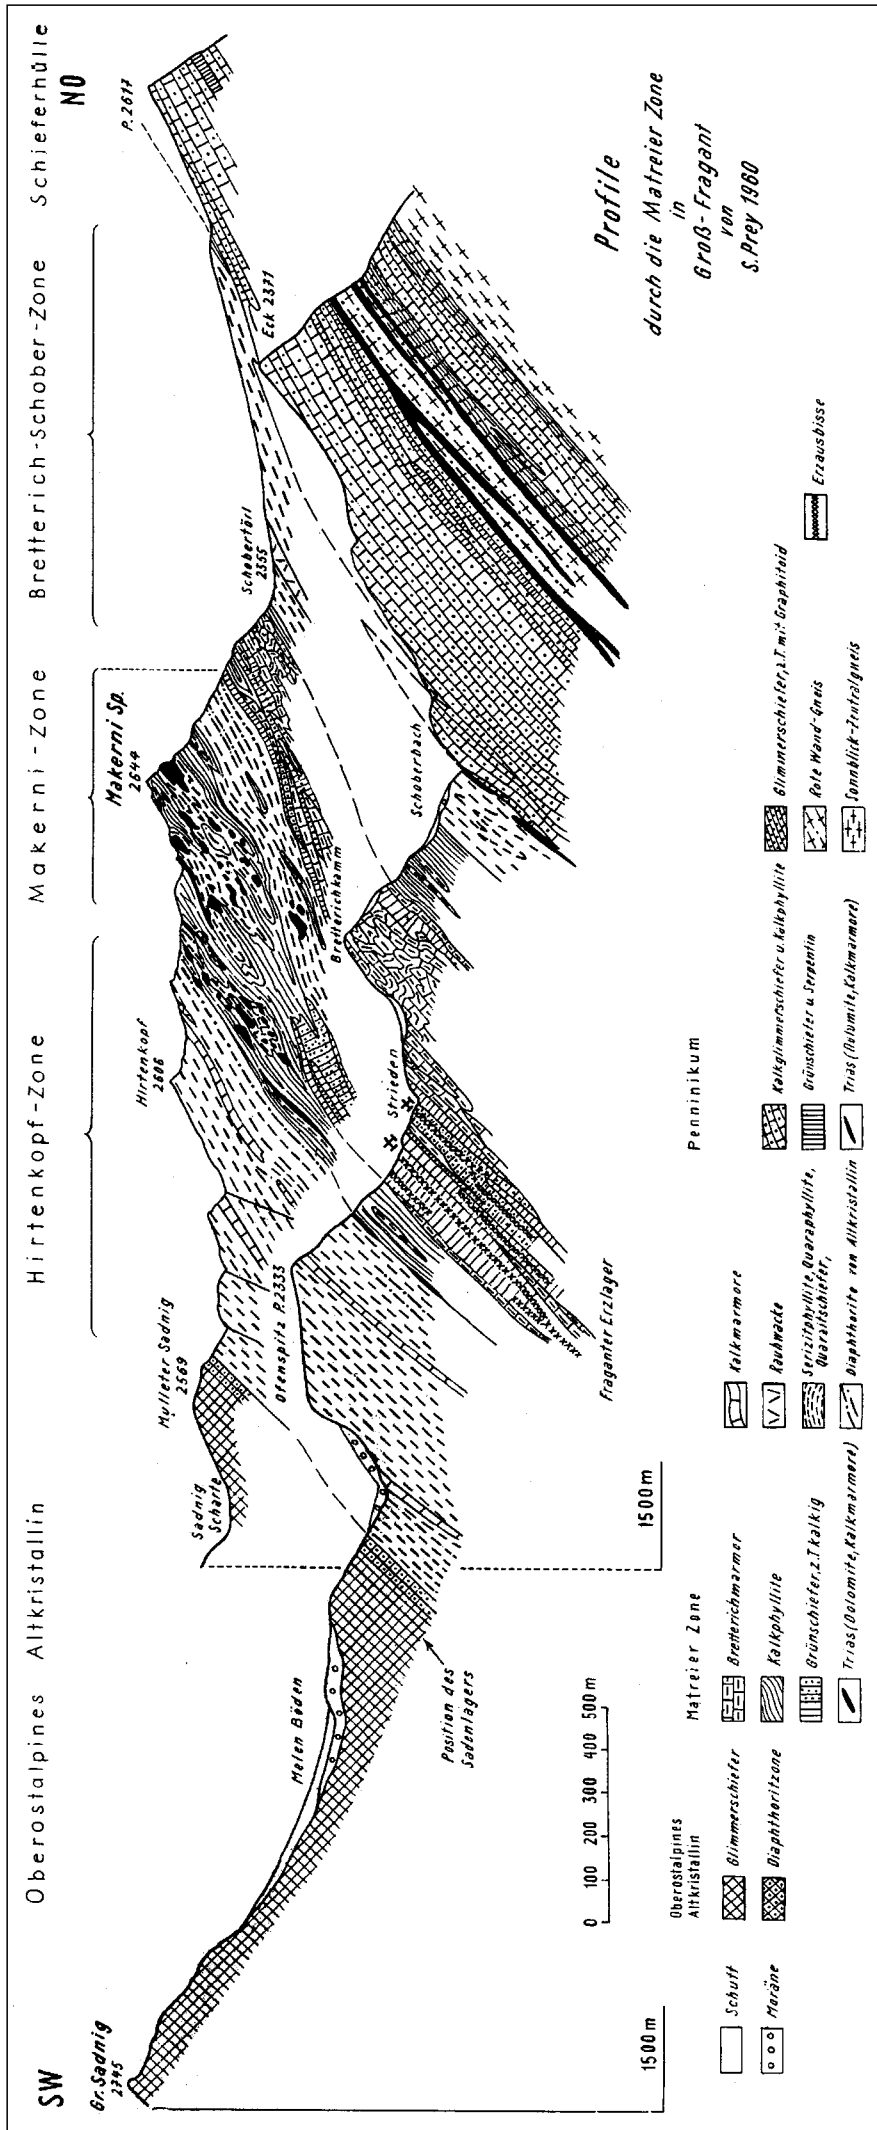 SW
Oberostalpines Altkristallin
Hirtenkopf-Zone
Makerni-Zone
Bretterich-Schober-Zone
Schieferhülle
NO
Gr. Sadnig
2745
Melen Böden
Sadnig
Scharte
Mulleter Sadnig
2569
Ofenspitz P.2333
Hirtenkopf
2606
Strieden
Makerni Sp.
2644
Bretterichkamm
Schoberbach
Schobertörl
2355
Eck 2371
P.2617
Position des
Sadenlagers
Fraganter Erzlager
1500m
1500m
0 100 200 300 400 500m
Profile
durch die Matreier Zone
in
Groß-Fragant
von
S.Prey 1960
Schutt
Moräne
Oberostalpines
Altkristallin
Glimmerschiefer
Diaphthoritzone
Matreier Zone
Bretterichmarmor
Kalkphyllite
Grünschiefer, z.T. kalkig
Trias (Dolomite, Kalkmarmore)
Kalkmarmore
Rauhwacke
Serizitphyllite, Quarzphyllite,
Quarzitschiefer,
Diaphthorite von Altkristallin
Penninikum
Kalkglimmerschiefer u. Kalkphyllite
Grünschiefer u. Serpentin
Trias (Dolomite, Kalkmarmore)
Glimmerschiefer, z.T. mit Graphitoid
Rote Wand-Gneis
Sonnblick-Zentralgneis
Erzausbisse